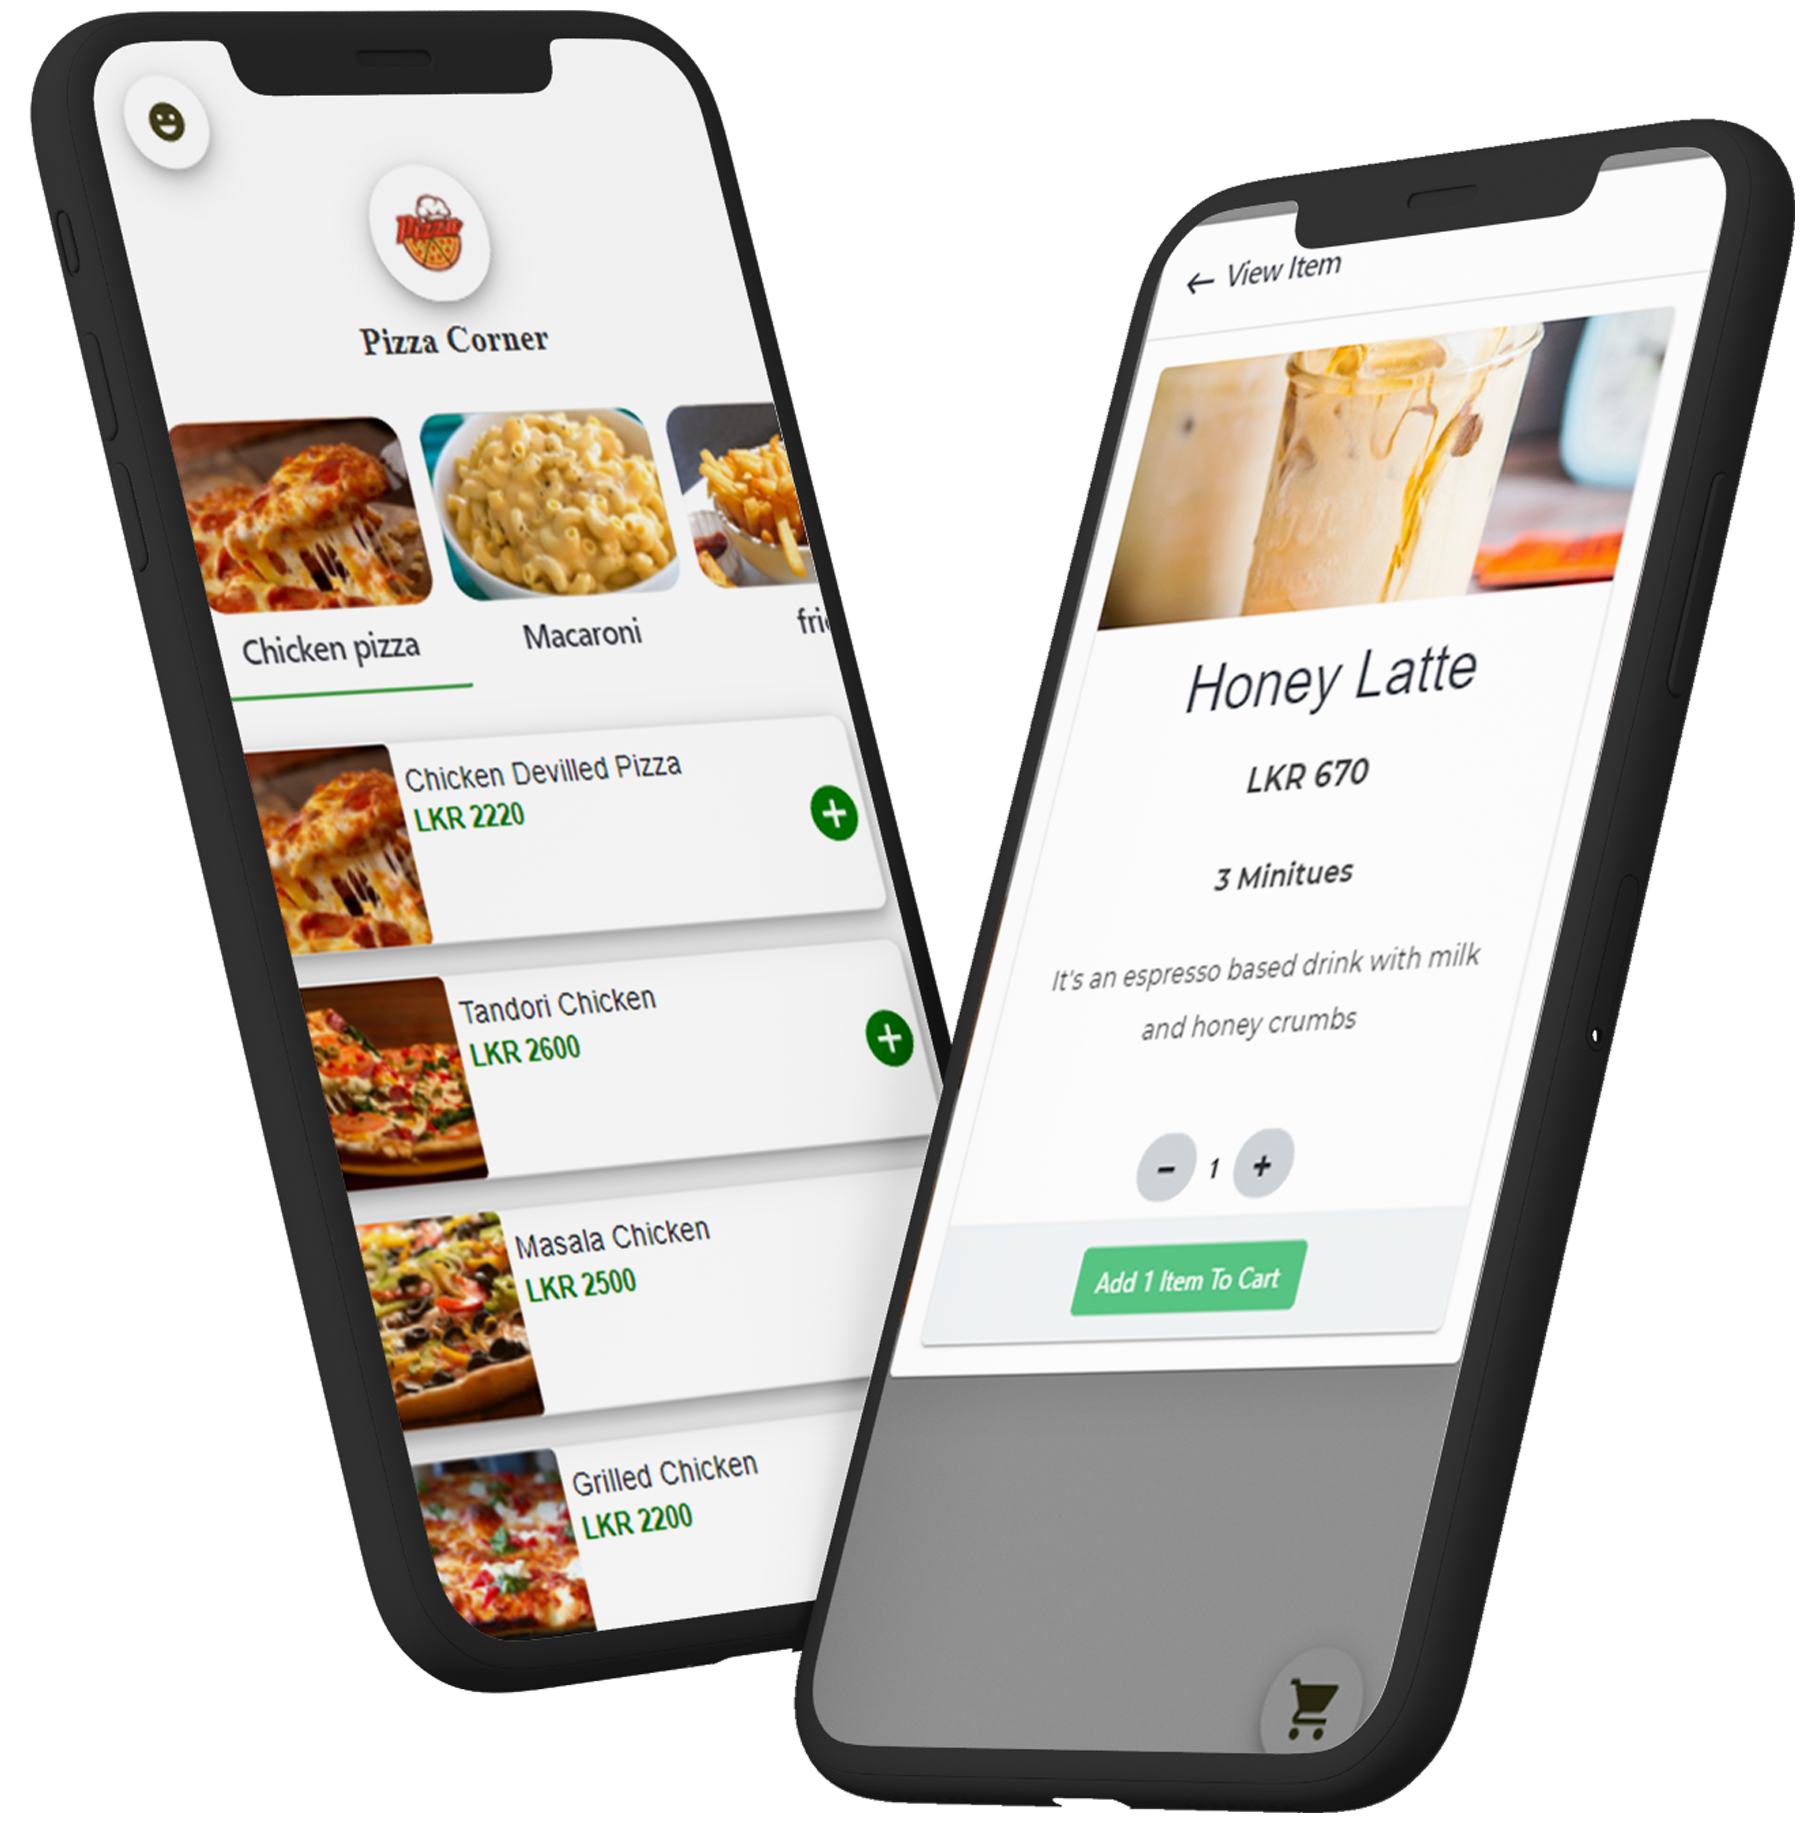 Pizza
Pizza Corner
Chicken pizza
Macaroni
Chicken Devilled Pizza
LKR 2220
Tandori Chicken
LKR 2600
Masala Chicken
LKR 2500
Grilled Chicken
LKR 2200
← View Item
Honey Latte
LKR 670
3 Minitues
It's an espresso based drink with milk
and honey crumbs
− 1 +
Add 1 Item To Cart